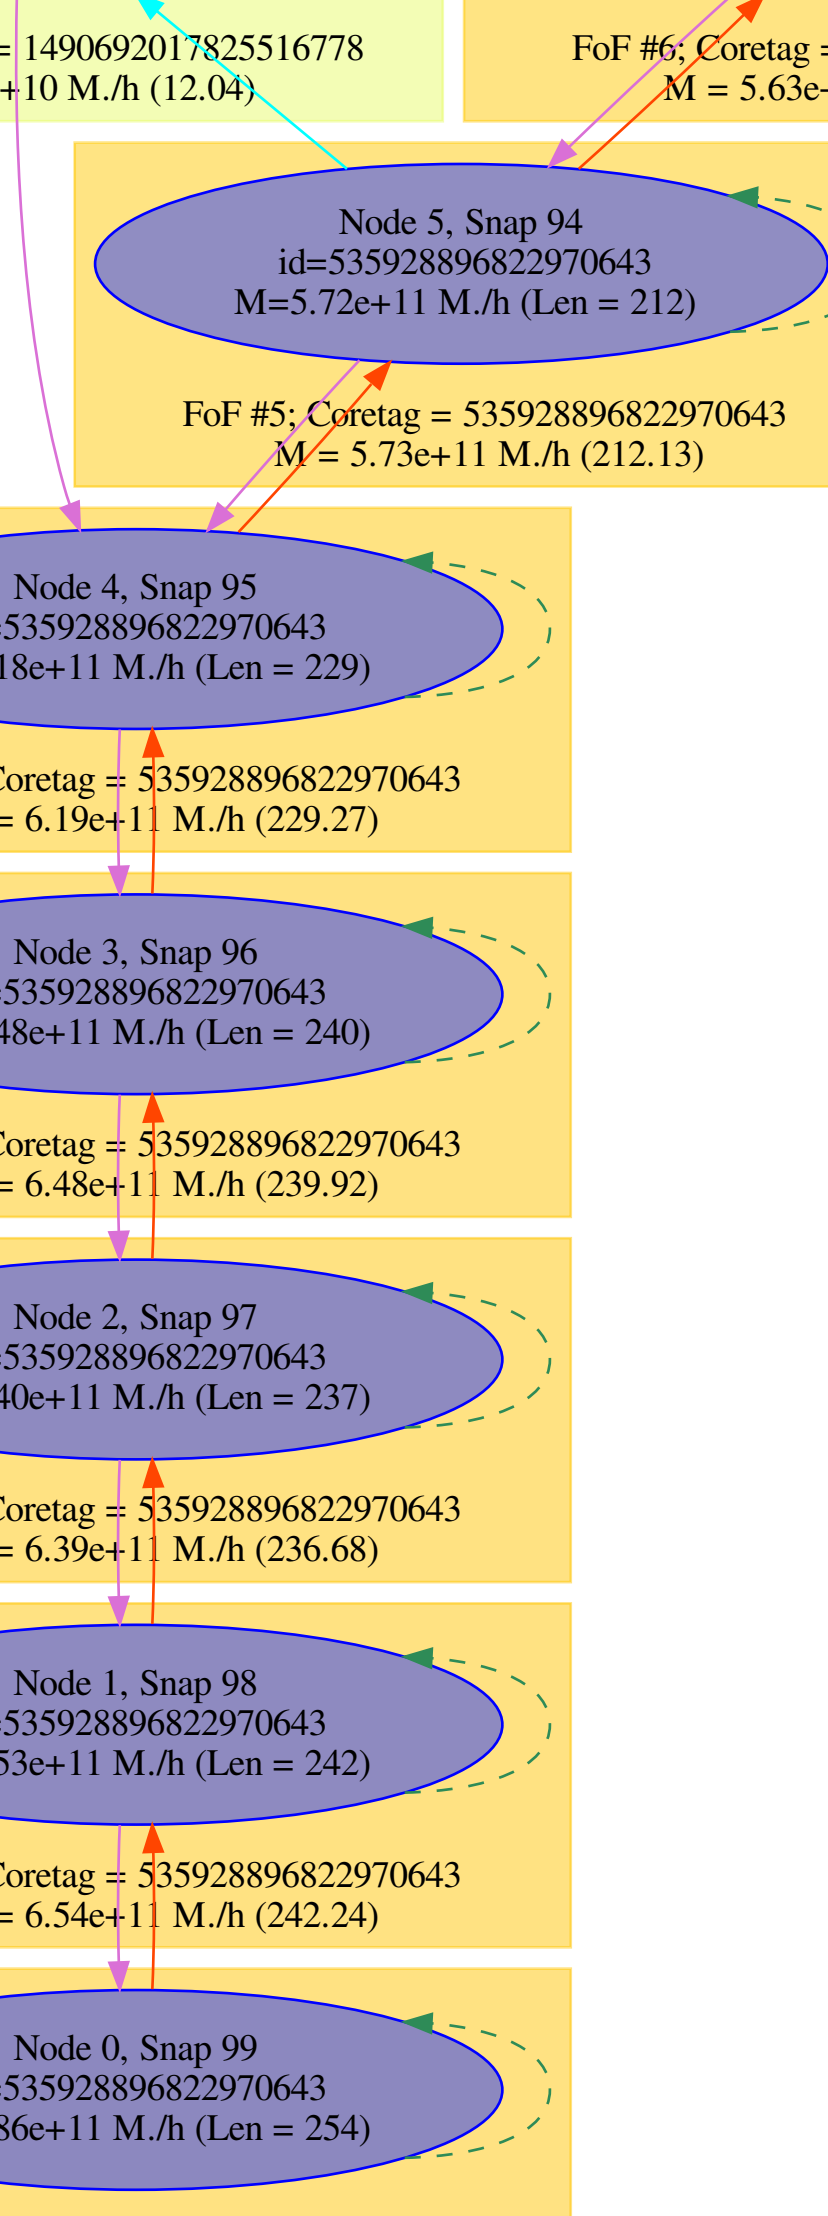 = 1490692017825516778
+10 M./h (12.04)
FoF #6; Coretag =
M = 5.63e+
Node 5, Snap 94
id=535928896822970643
M=5.72e+11 M./h (Len = 212)
FoF #5; Coretag = 535928896822970643
M = 5.73e+11 M./h (212.13)
Node 4, Snap 95
=535928896822970643
18e+11 M./h (Len = 229)
Coretag = 535928896822970643
= 6.19e+11 M./h (229.27)
Node 3, Snap 96
=535928896822970643
48e+11 M./h (Len = 240)
Coretag = 535928896822970643
= 6.48e+11 M./h (239.92)
Node 2, Snap 97
=535928896822970643
40e+11 M./h (Len = 237)
Coretag = 535928896822970643
= 6.39e+11 M./h (236.68)
Node 1, Snap 98
=535928896822970643
53e+11 M./h (Len = 242)
Coretag = 535928896822970643
= 6.54e+11 M./h (242.24)
Node 0, Snap 99
=535928896822970643
86e+11 M./h (Len = 254)